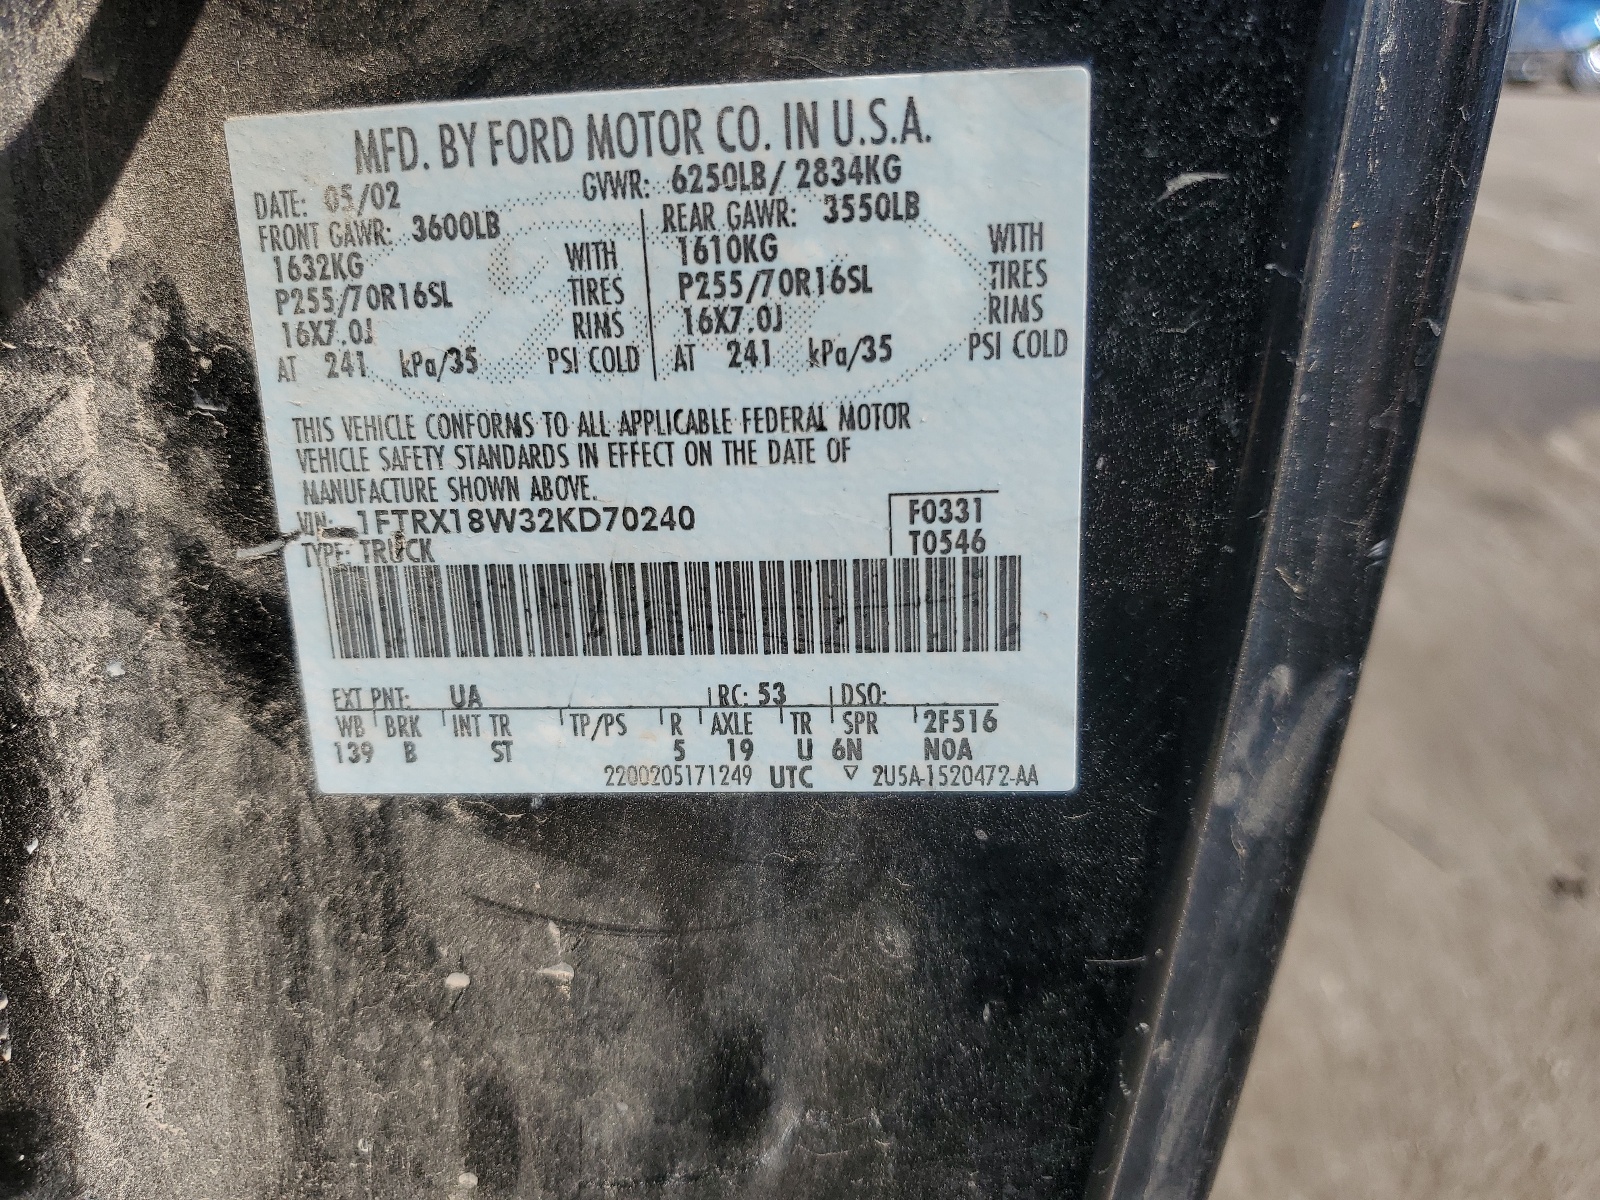 MFD. BY FORD MOTOR CO. IN U.S.A.
DATE: 05/02 GVWR: 6250LB/ 2834KG
FRONT GAWR: 3600LB REAR GAWR: 3550LB
1632KG WITH 1610KG WITH
P255/70R16SL TIRES P255/70R16SL TIRES
16X7.0J RIMS 16X7.0J RIMS
AT 241 kPa/35 PSI COLD AT 241 kPa/35 PSI COLD
THIS VEHICLE CONFORMS TO ALL APPLICABLE FEDERAL MOTOR
VEHICLE SAFETY STANDARDS IN EFFECT ON THE DATE OF
MANUFACTURE SHOWN ABOVE.
VIN: 1FTRX18W32KD70240 F0331
TYPE: TRUCK T0546
EXT PNT: UA RC: 53 DSO:
WB BRK INT TR TP/PS R AXLE TR SPR 2F516
139 B ST 5 19 U 6N N0A
2200205171249 UTC ▽ 2U5A-1520472-AA